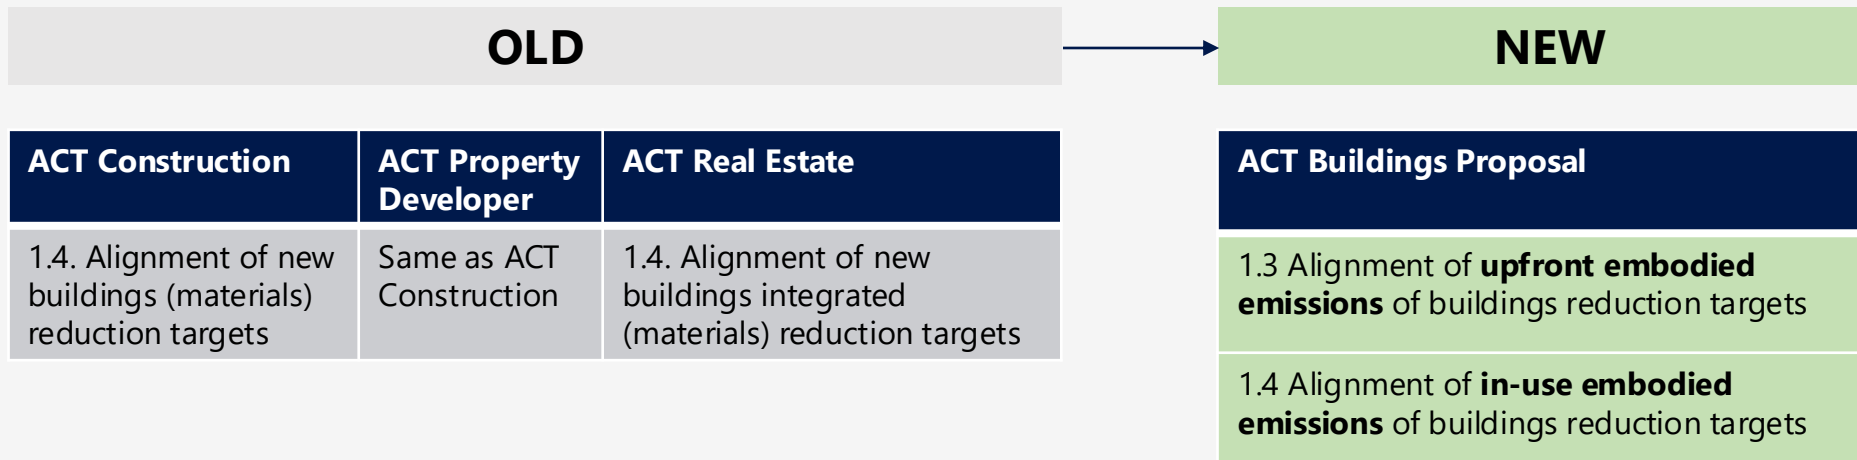 OLD
NEW
ACT Construction
ACT Property
Developer
ACT Real Estate
1.4. Alignment of new
buildings (materials)
reduction targets
Same as ACT
Construction
1.4. Alignment of new
buildings integrated
(materials) reduction targets
ACT Buildings Proposal
1.3 Alignment of upfront embodied
emissions of buildings reduction targets
1.4 Alignment of in-use embodied
emissions of buildings reduction targets